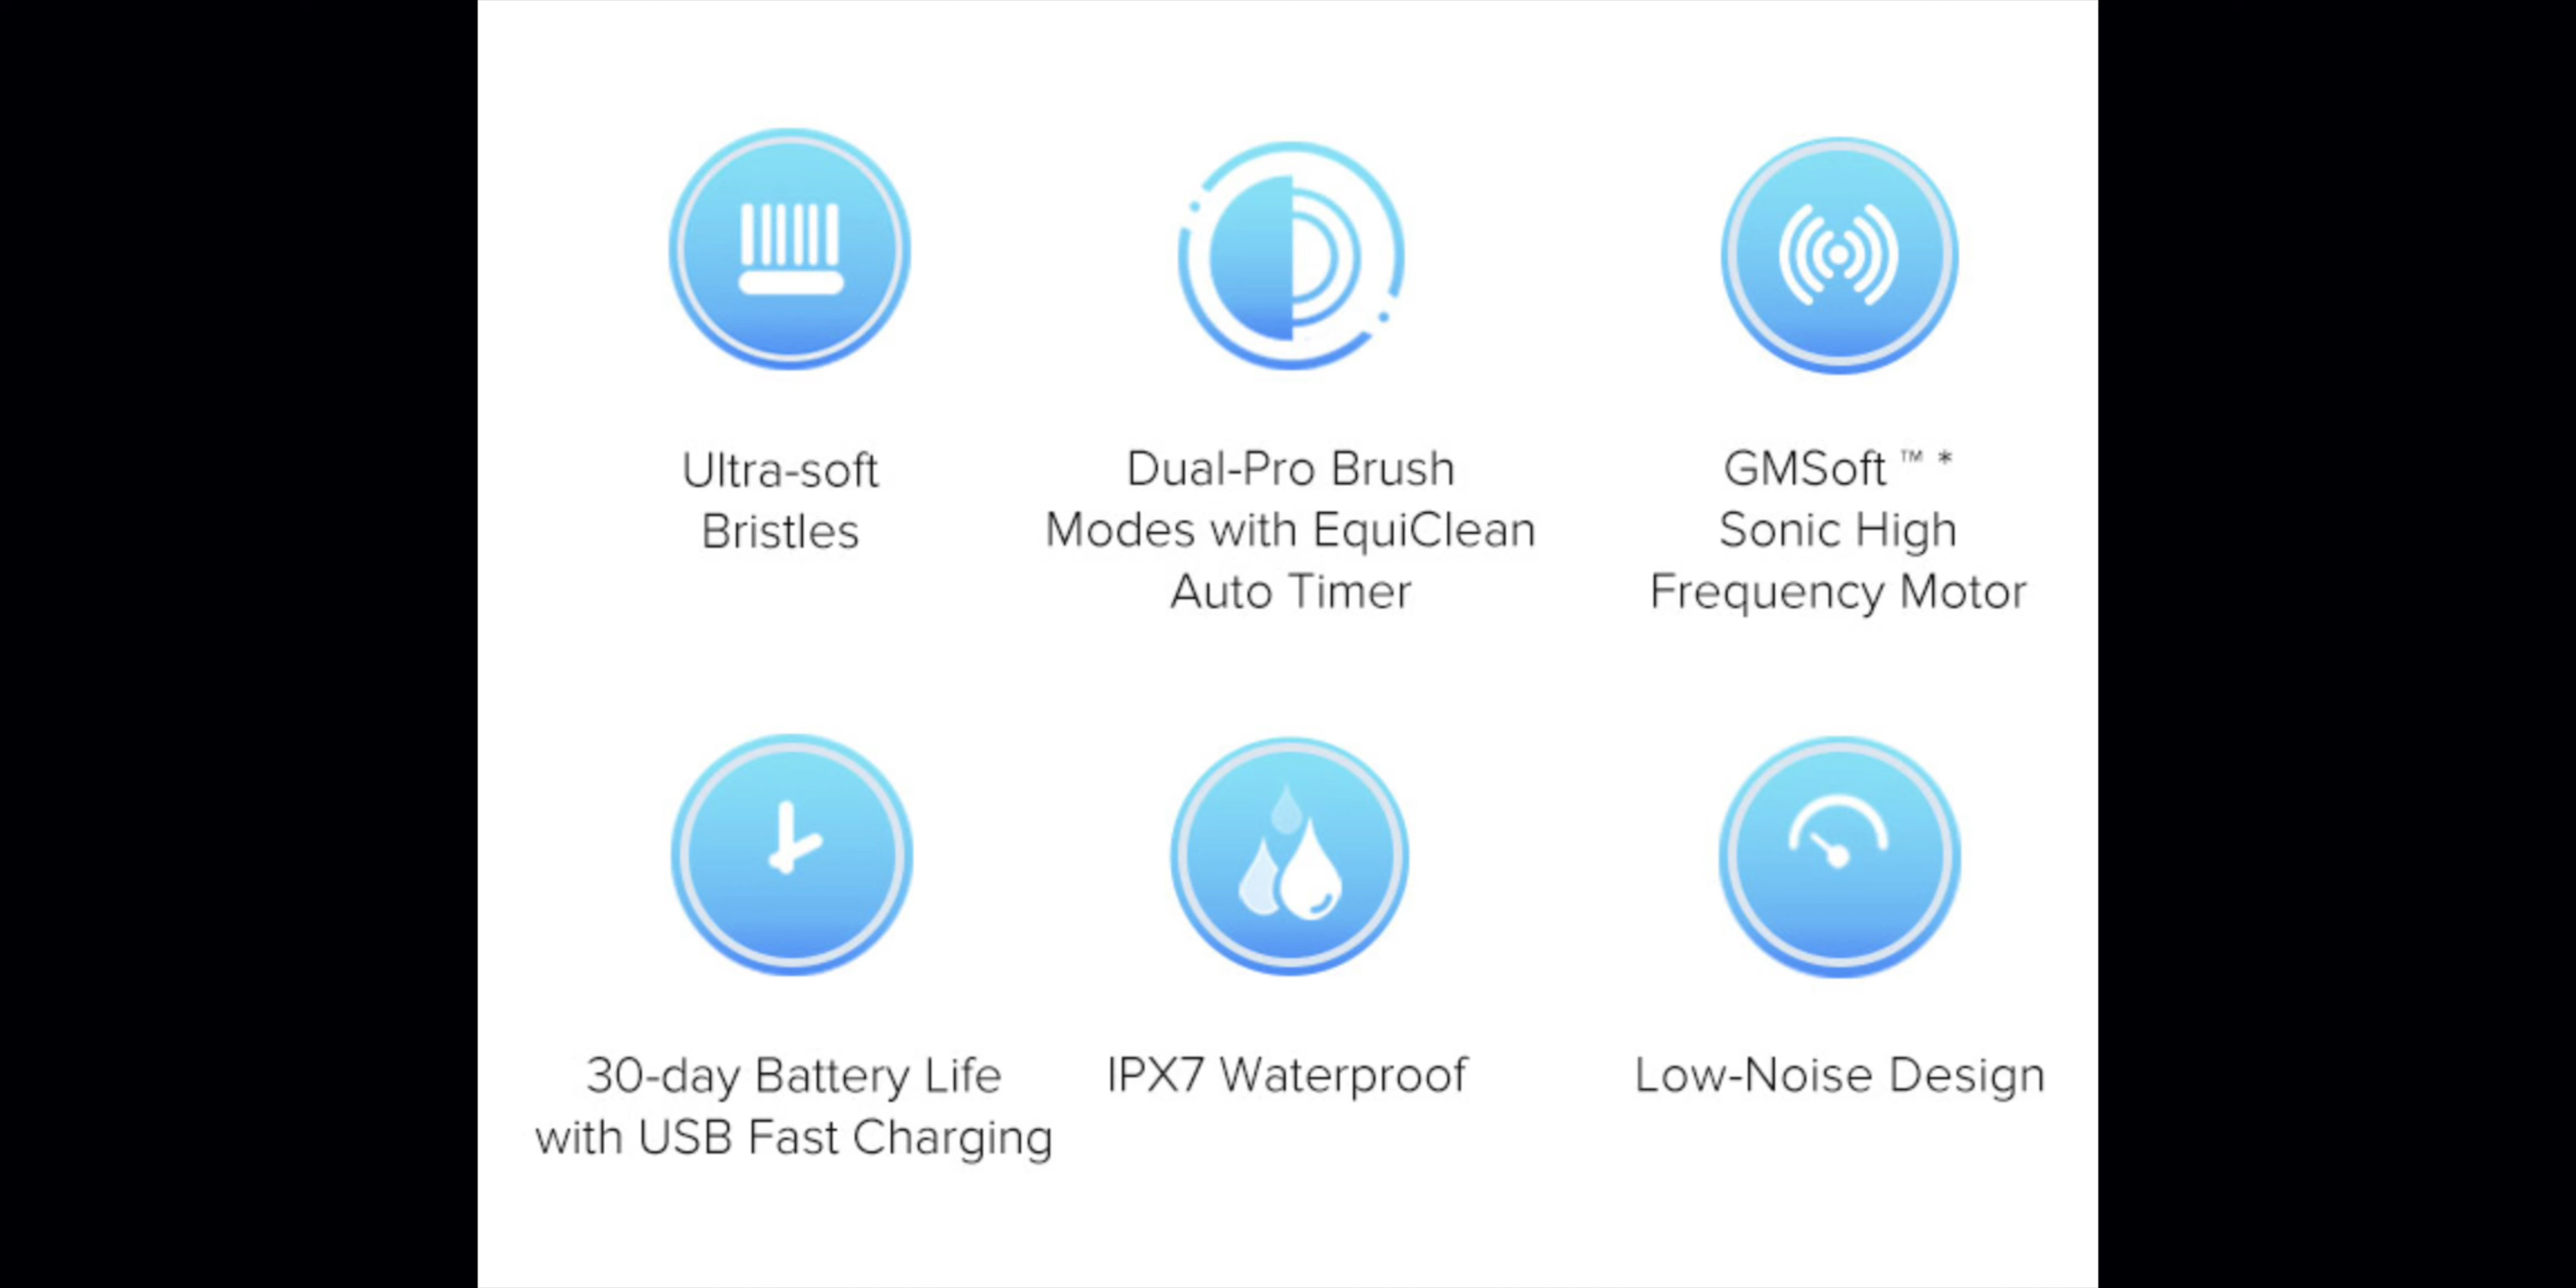 Ultra-soft
Bristles
Dual-Pro Brush
Modes with EquiClean
Auto Timer
GMSoft ™ *
Sonic High
Frequency Motor
30-day Battery Life
with USB Fast Charging
IPX7 Waterproof
Low-Noise Design